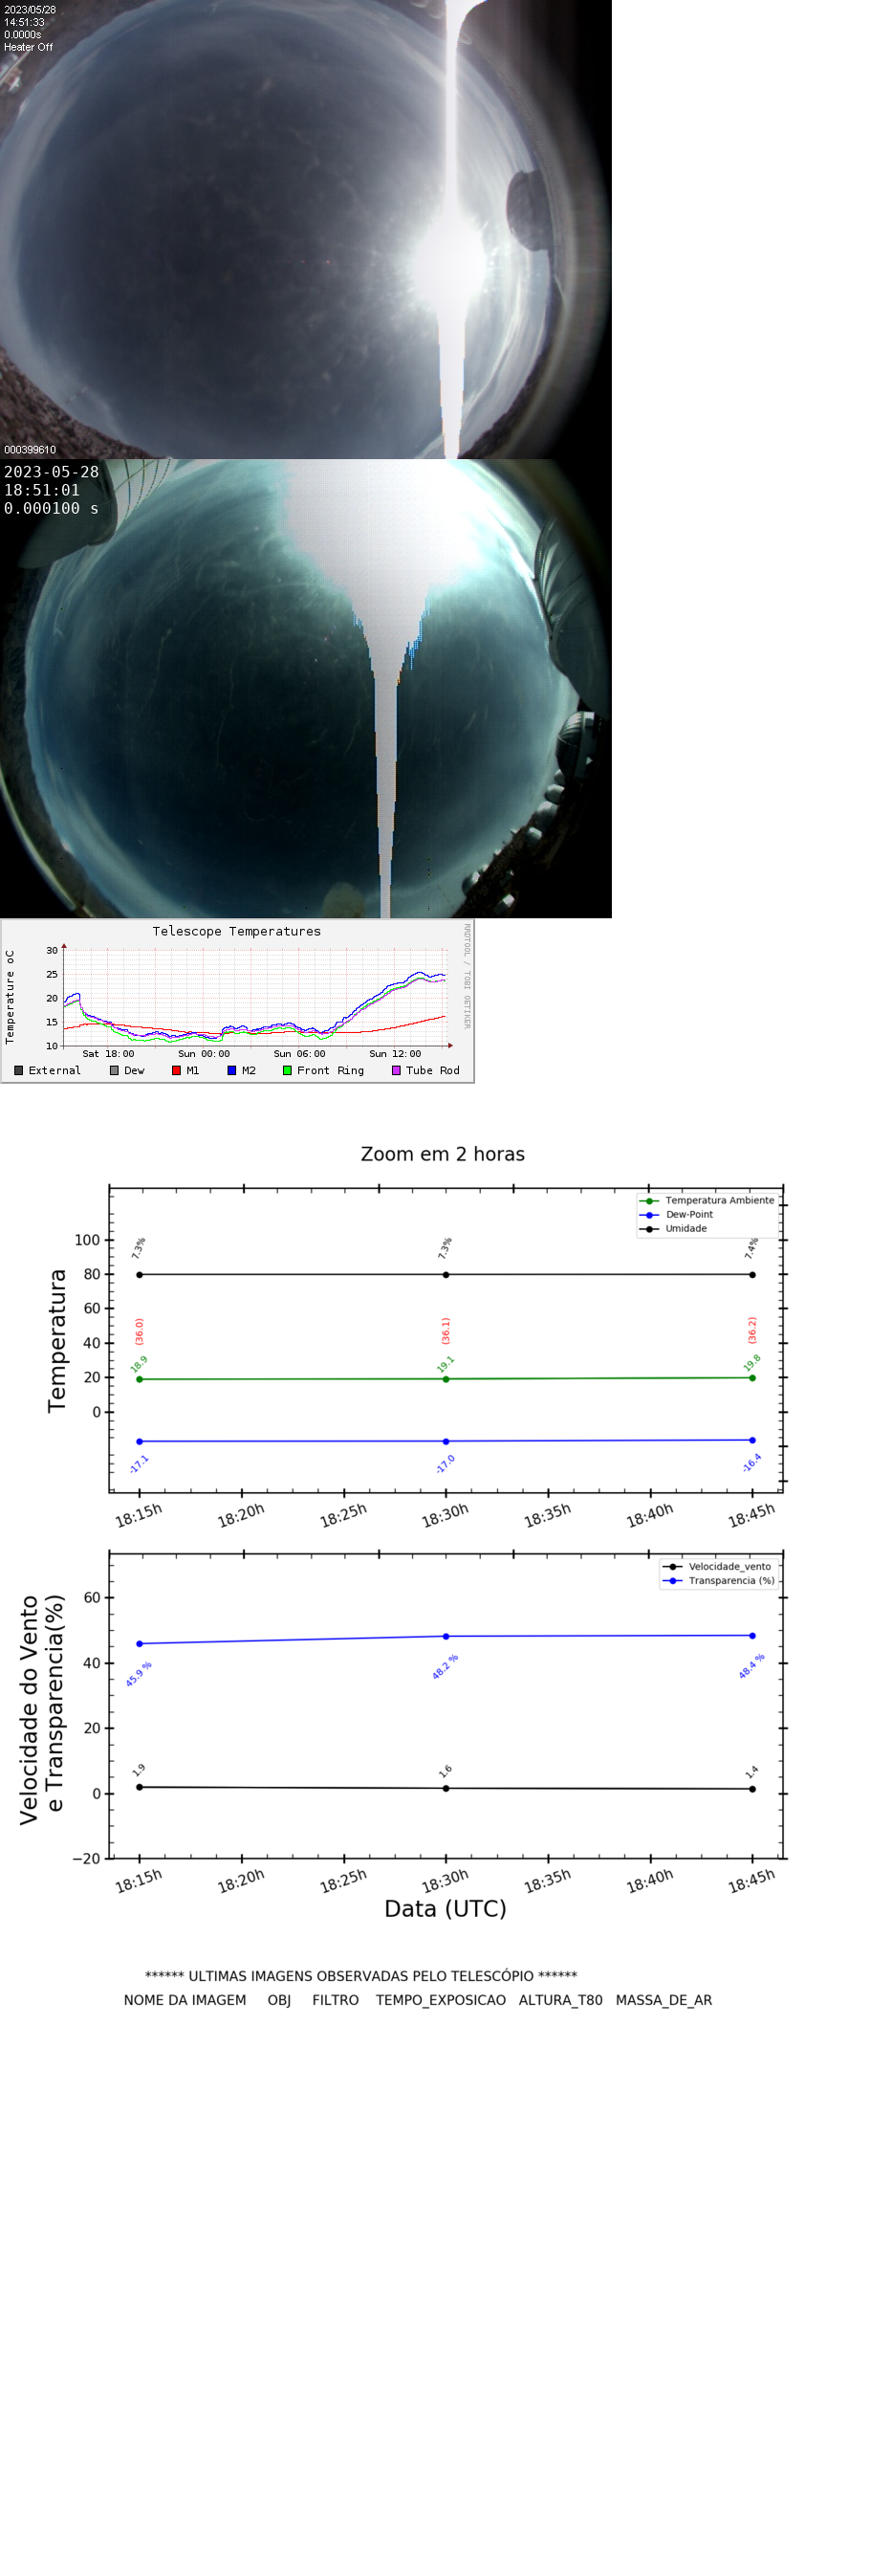 2023/05/28
14:51:33
0.0000s
Heater Off
000399610
2023-05-28
18:51:01
0.000100 s
Telescope Temperatures
RRDTOOL / TOBI OETIKER
Temperature oC
30
25
20
15
10
Sat 18:00 Sun 00:00 Sun 06:00 Sun 12:00
External Dew M1 M2 Front Ring Tube Rod
Zoom em 2 horas
Temperatura Ambiente
Dew-Point
Umidade
Temperatura
100
80
60
40
20
0
7.3% 7.3% 7.4%
(36.0) (36.1) (36.2)
18.9 19.1 19.8
-17.1 -17.0 -16.4
18:15h 18:20h 18:25h 18:30h 18:35h 18:40h 18:45h
Velocidade_vento
Transparencia (%)
Velocidade do Vento
e Transparencia(%)
60
40
20
0
−20
45.9 % 48.2 % 48.4 %
1.9 1.6 1.4
18:15h 18:20h 18:25h 18:30h 18:35h 18:40h 18:45h
Data (UTC)
****** ULTIMAS IMAGENS OBSERVADAS PELO TELESCÓPIO ******
NOME DA IMAGEM OBJ FILTRO TEMPO_EXPOSICAO ALTURA_T80 MASSA_DE_AR